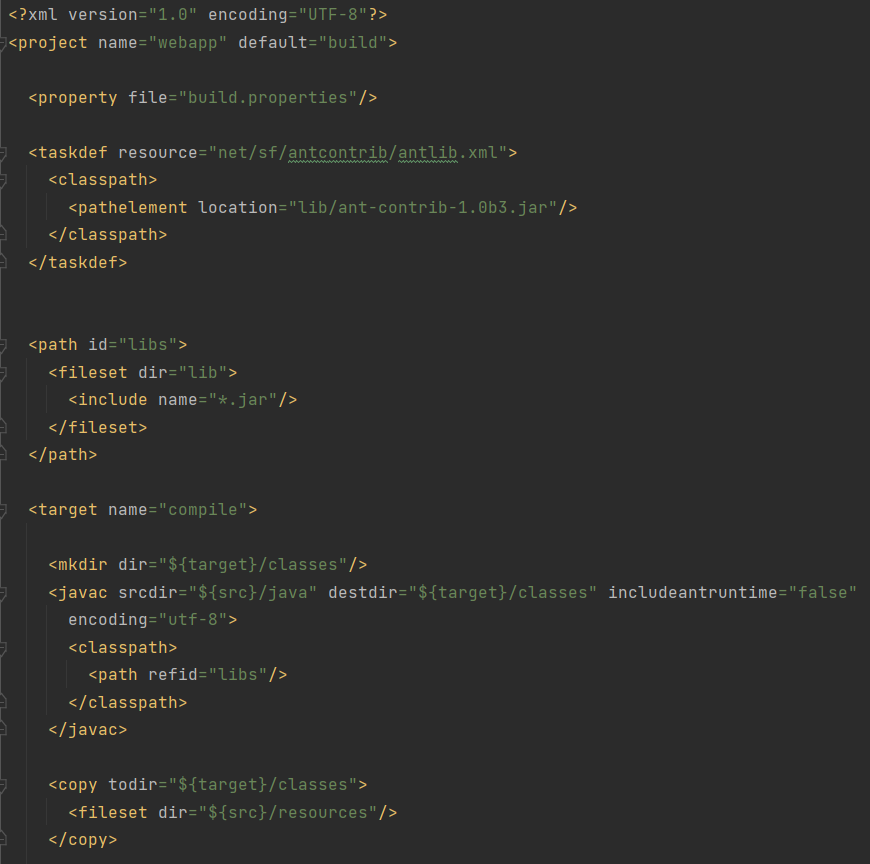 <?xml version="1.0" encoding="UTF-8"?>
<project name="webapp" default="build">
<property file="build.properties"/>
<taskdef resource="net/sf/antcontrib/antlib.xml">
<classpath>
<pathelement location="lib/ant-contrib-1.0b3.jar"/>
</classpath>
</taskdef>
<path id="libs">
<fileset dir="lib">
<include name="*.jar"/>
</fileset>
</path>
<target name="compile">
<mkdir dir="${target}/classes"/>
<javac srcdir="${src}/java" destdir="${target}/classes" includeantruntime="false"
encoding="utf-8">
<classpath>
<path refid="libs"/>
</classpath>
</javac>
<copy todir="${target}/classes">
<fileset dir="${src}/resources"/>
</copy>